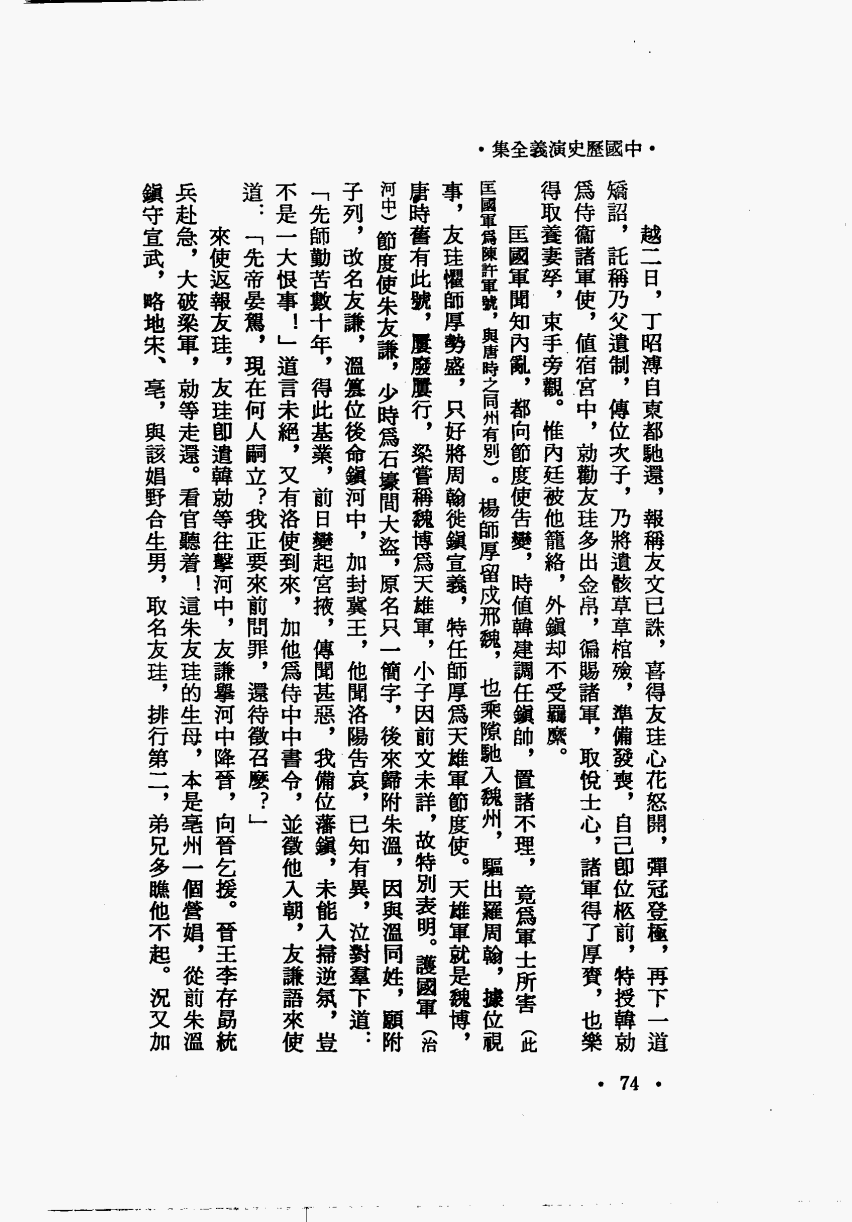 ·中國歷史演義全集·
越二日，丁昭溥自東都馳還，報稱友文已誅，喜得友珪心花怒開，彈冠登極，再下一道
矯詔，託稱乃父遺制，傳位次子，乃將遺骸草草棺殮，準備發喪，自己卽位柩前，特授韓勍
爲侍衞諸軍使，値宿宮中，勍勸友珪多出金帛，徧賜諸軍，取悅士心，諸軍得了厚賚，也樂
得取養妻孥，束手旁觀。惟內廷被他籠絡，外鎭却不受羈縻。
匡國軍聞知內亂，都向節度使吿變，時値韓建調任鎭帥，置諸不理，竟爲軍士所害（此
匡國軍爲陳許軍號，與唐時之同州有別）。楊師厚留戍邢魏，也乘隙馳入魏州，驅出羅周翰，據位視
事，友珪懼師厚勢盛，只好將周翰徙鎭宣義，特任師厚爲天雄軍節度使。天雄軍就是魏博，
唐時舊有此號，屢廢屢行，梁嘗稱魏博爲天雄軍，小子因前文未詳，故特別表明。護國軍（治
河中）節度使朱友謙，少時爲石壕間大盜，原名只一簡字，後來歸附朱溫，因與溫同姓，願附
子列，改名友謙，溫篡位後命鎭河中，加封冀王，他聞洛陽吿哀，已知有異，泣對羣下道：
「先師勤苦數十年，得此基業，前日變起宮掖，傳聞甚惡，我備位藩鎭，未能入掃逆氛，豈
不是一大恨事！」道言未絕，又有洛使到來，加他爲侍中中書令，並徵他入朝，友謙語來使
道：「先帝晏駕，現在何人嗣立？我正要來前問罪，還待徵召麼？」
來使返報友珪，友珪卽遣韓勍等往擊河中，友謙舉河中降晉，向晉乞援。晉王李存勗統
兵赴急，大破梁軍，勍等走還。看官聽着！這朱友珪的生母，本是亳州一個營娼，從前朱溫
鎭守宣武，略地宋、亳，與該娼野合生男，取名友珪，排行第二，弟兄多瞧他不起。況又加
· 74 ·